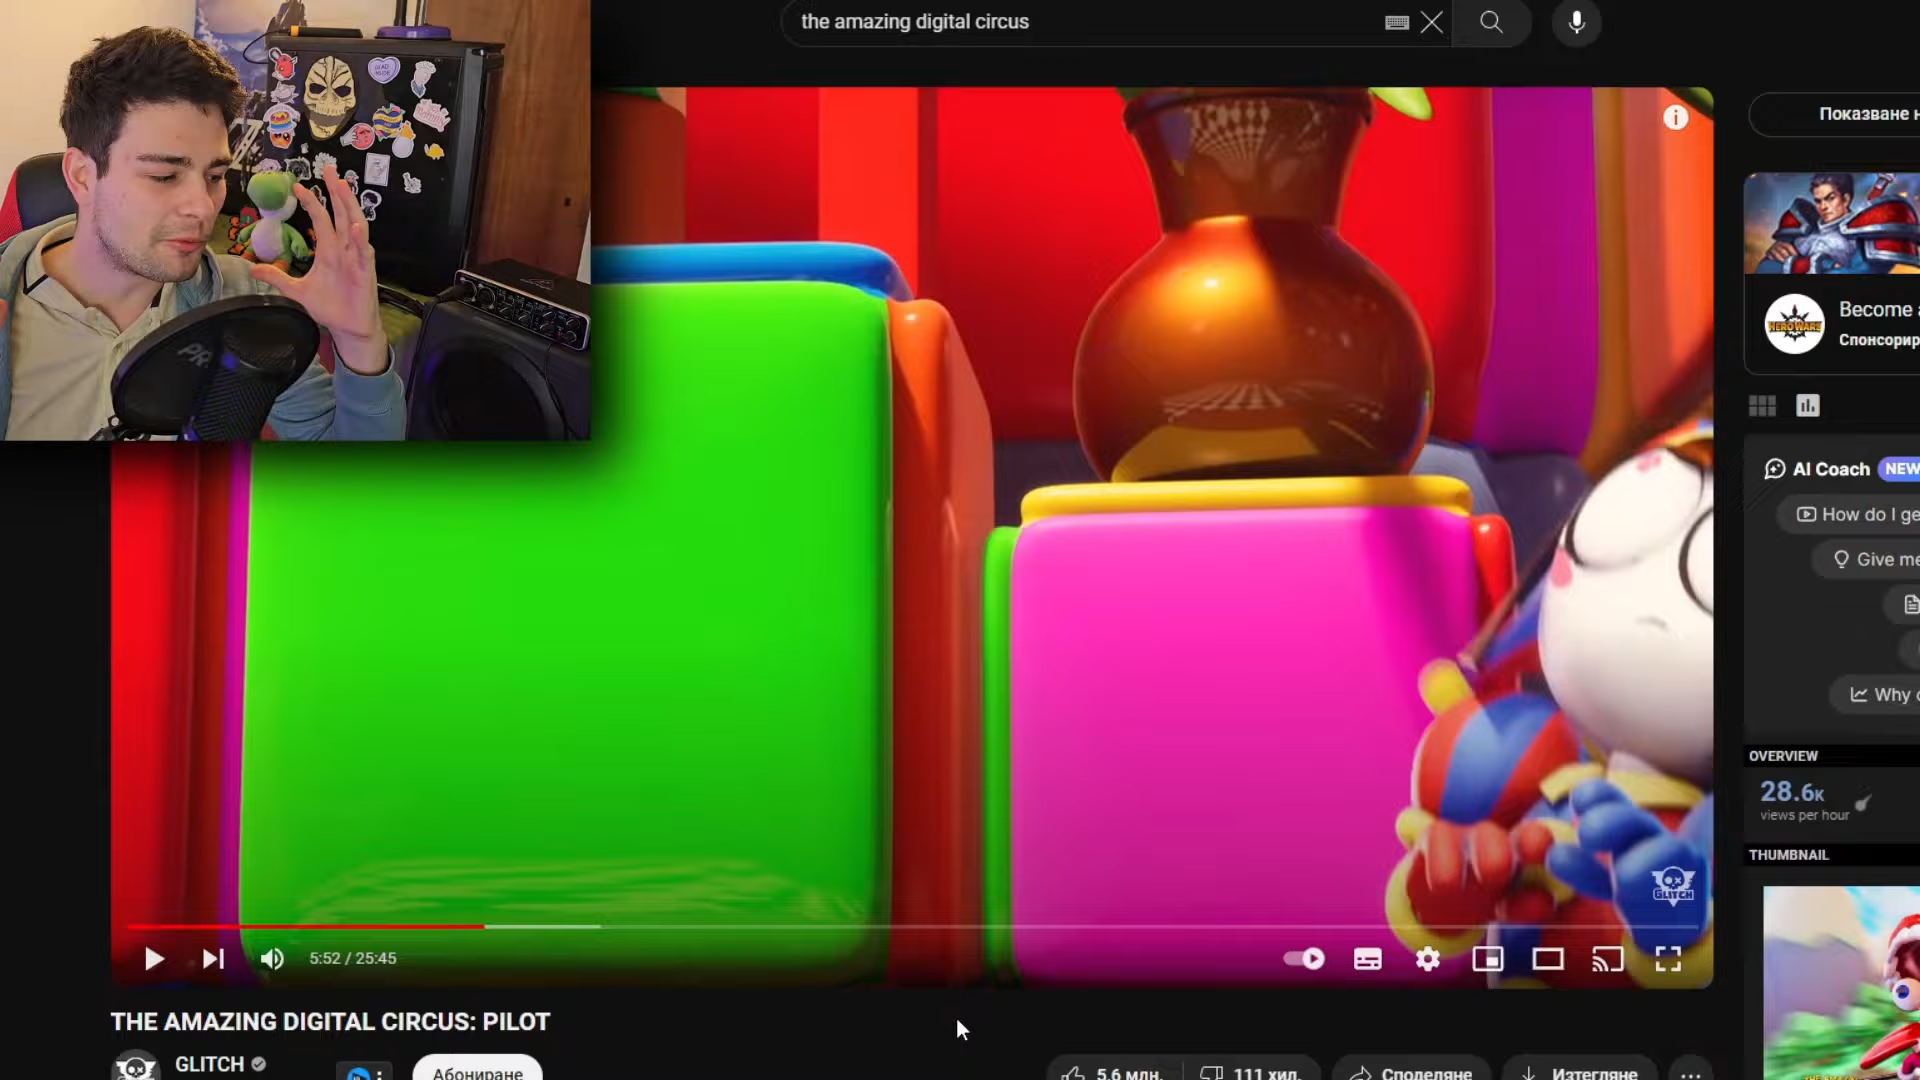 the amazing digital circus
Показване н
Become a
Спонсорир
AI Coach NEW
How do I ge
Give me
Why
OVERVIEW
28.6K
views per hour
THUMBNAIL
GLITCH
5:52 / 25:45
THE AMAZING DIGITAL CIRCUS: PILOT
GLITCH
Абониране
5,6 млн.
111 хил.
Споделяне
Изтегляне